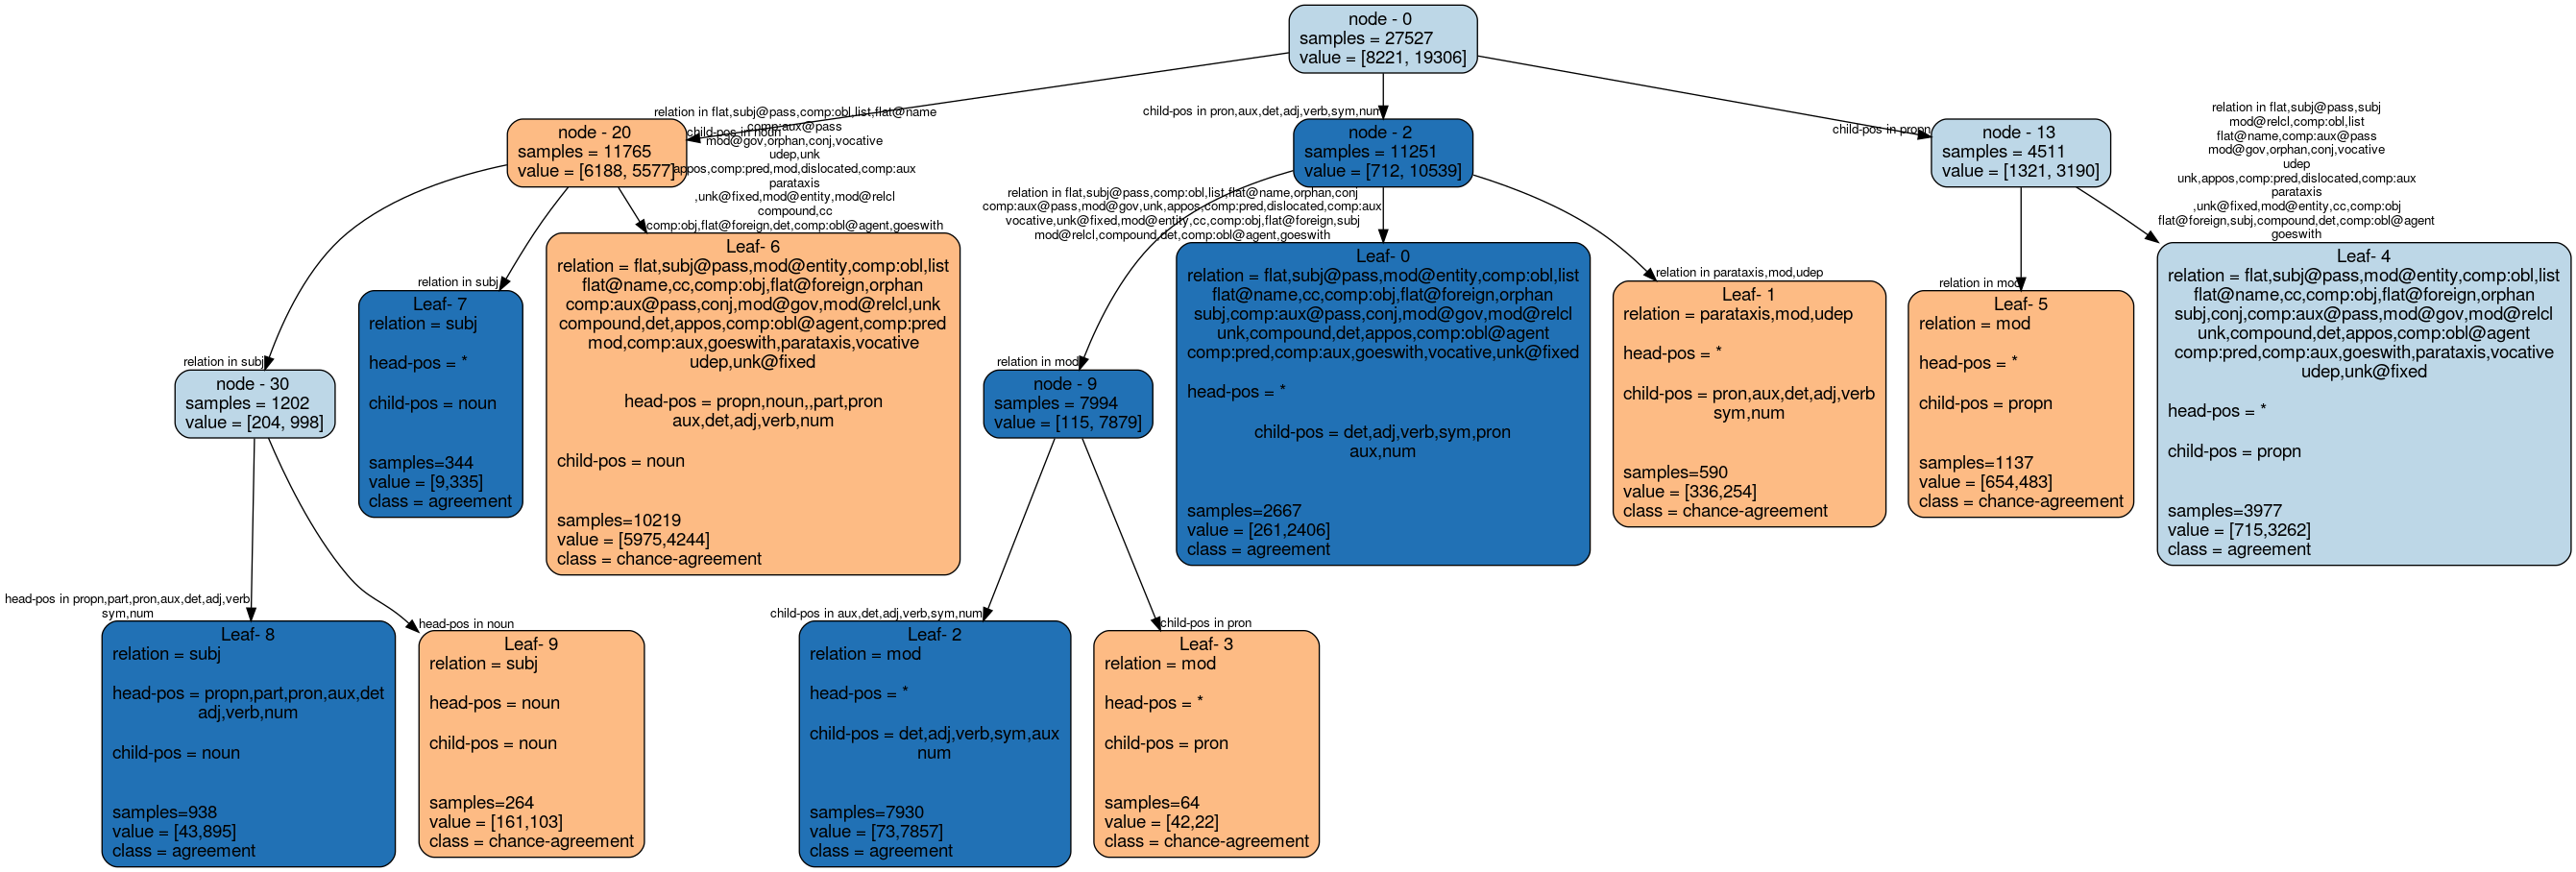 node - 0
samples = 27527
value = [8221, 19306]
relation in flat,subj@pass,comp:obl,list,flat@name
comp:aux@pass
mod@gov,orphan,conj,vocative
udep,unk
appos,comp:pred,mod,dislocated,comp:aux
parataxis
,unk@fixed,mod@entity,mod@relcl
compound,cc
comp:obj,flat@foreign,det,comp:obl@agent,goeswith
child-pos in noun
child-pos in pron,aux,det,adj,verb,sym,num
child-pos in propn
relation in flat,subj@pass,subj
mod@relcl,comp:obl,list
flat@name,comp:aux@pass
mod@gov,orphan,conj,vocative
udep
unk,appos,comp:pred,dislocated,comp:aux
parataxis
,unk@fixed,mod@entity,cc,comp:obj
flat@foreign,subj,compound,det,comp:obl@agent
goeswith
node - 20
samples = 11765
value = [6188, 5577]
node - 2
samples = 11251
value = [712, 10539]
node - 13
samples = 4511
value = [1321, 3190]
relation in flat,subj@pass,comp:obl,list,flat@name,orphan,conj
comp:aux@pass,mod@gov,unk,appos,comp:pred,dislocated,comp:aux
vocative,unk@fixed,mod@entity,cc,comp:obj,flat@foreign,subj
mod@relcl,compound,det,comp:obl@agent,goeswith
relation in subj
relation in subj
relation in mod
relation in parataxis,mod,udep
relation in mod
Leaf- 7
relation = subj
head-pos = *
child-pos = noun
samples=344
value = [9,335]
class = agreement
Leaf- 6
relation = flat,subj@pass,mod@entity,comp:obl,list
flat@name,cc,comp:obj,flat@foreign,orphan
comp:aux@pass,conj,mod@gov,mod@relcl,unk
compound,det,appos,comp:obl@agent,comp:pred
mod,comp:aux,goeswith,parataxis,vocative
udep,unk@fixed
head-pos = propn,noun,,part,pron
aux,det,adj,verb,num
child-pos = noun
samples=10219
value = [5975,4244]
class = chance-agreement
Leaf- 0
relation = flat,subj@pass,mod@entity,comp:obl,list
flat@name,cc,comp:obj,flat@foreign,orphan
subj,comp:aux@pass,conj,mod@gov,mod@relcl
unk,compound,det,appos,comp:obl@agent
comp:pred,comp:aux,goeswith,vocative,unk@fixed
head-pos = *
child-pos = det,adj,verb,sym,pron
aux,num
samples=2667
value = [261,2406]
class = agreement
Leaf- 1
relation = parataxis,mod,udep
head-pos = *
child-pos = pron,aux,det,adj,verb
sym,num
samples=590
value = [336,254]
class = chance-agreement
Leaf- 5
relation = mod
head-pos = *
child-pos = propn
samples=1137
value = [654,483]
class = chance-agreement
Leaf- 4
relation = flat,subj@pass,mod@entity,comp:obl,list
flat@name,cc,comp:obj,flat@foreign,orphan
subj,conj,comp:aux@pass,mod@gov,mod@relcl
unk,compound,det,appos,comp:obl@agent
comp:pred,comp:aux,goeswith,parataxis,vocative
udep,unk@fixed
head-pos = *
child-pos = propn
samples=3977
value = [715,3262]
class = agreement
node - 30
samples = 1202
value = [204, 998]
node - 9
samples = 7994
value = [115, 7879]
head-pos in propn,part,pron,aux,det,adj,verb
sym,num
head-pos in noun
child-pos in aux,det,adj,verb,sym,num
child-pos in pron
Leaf- 8
relation = subj
head-pos = propn,part,pron,aux,det
adj,verb,num
child-pos = noun
samples=938
value = [43,895]
class = agreement
Leaf- 9
relation = subj
head-pos = noun
child-pos = noun
samples=264
value = [161,103]
class = chance-agreement
Leaf- 2
relation = mod
head-pos = *
child-pos = det,adj,verb,sym,aux
num
samples=7930
value = [73,7857]
class = agreement
Leaf- 3
relation = mod
head-pos = *
child-pos = pron
samples=64
value = [42,22]
class = chance-agreement